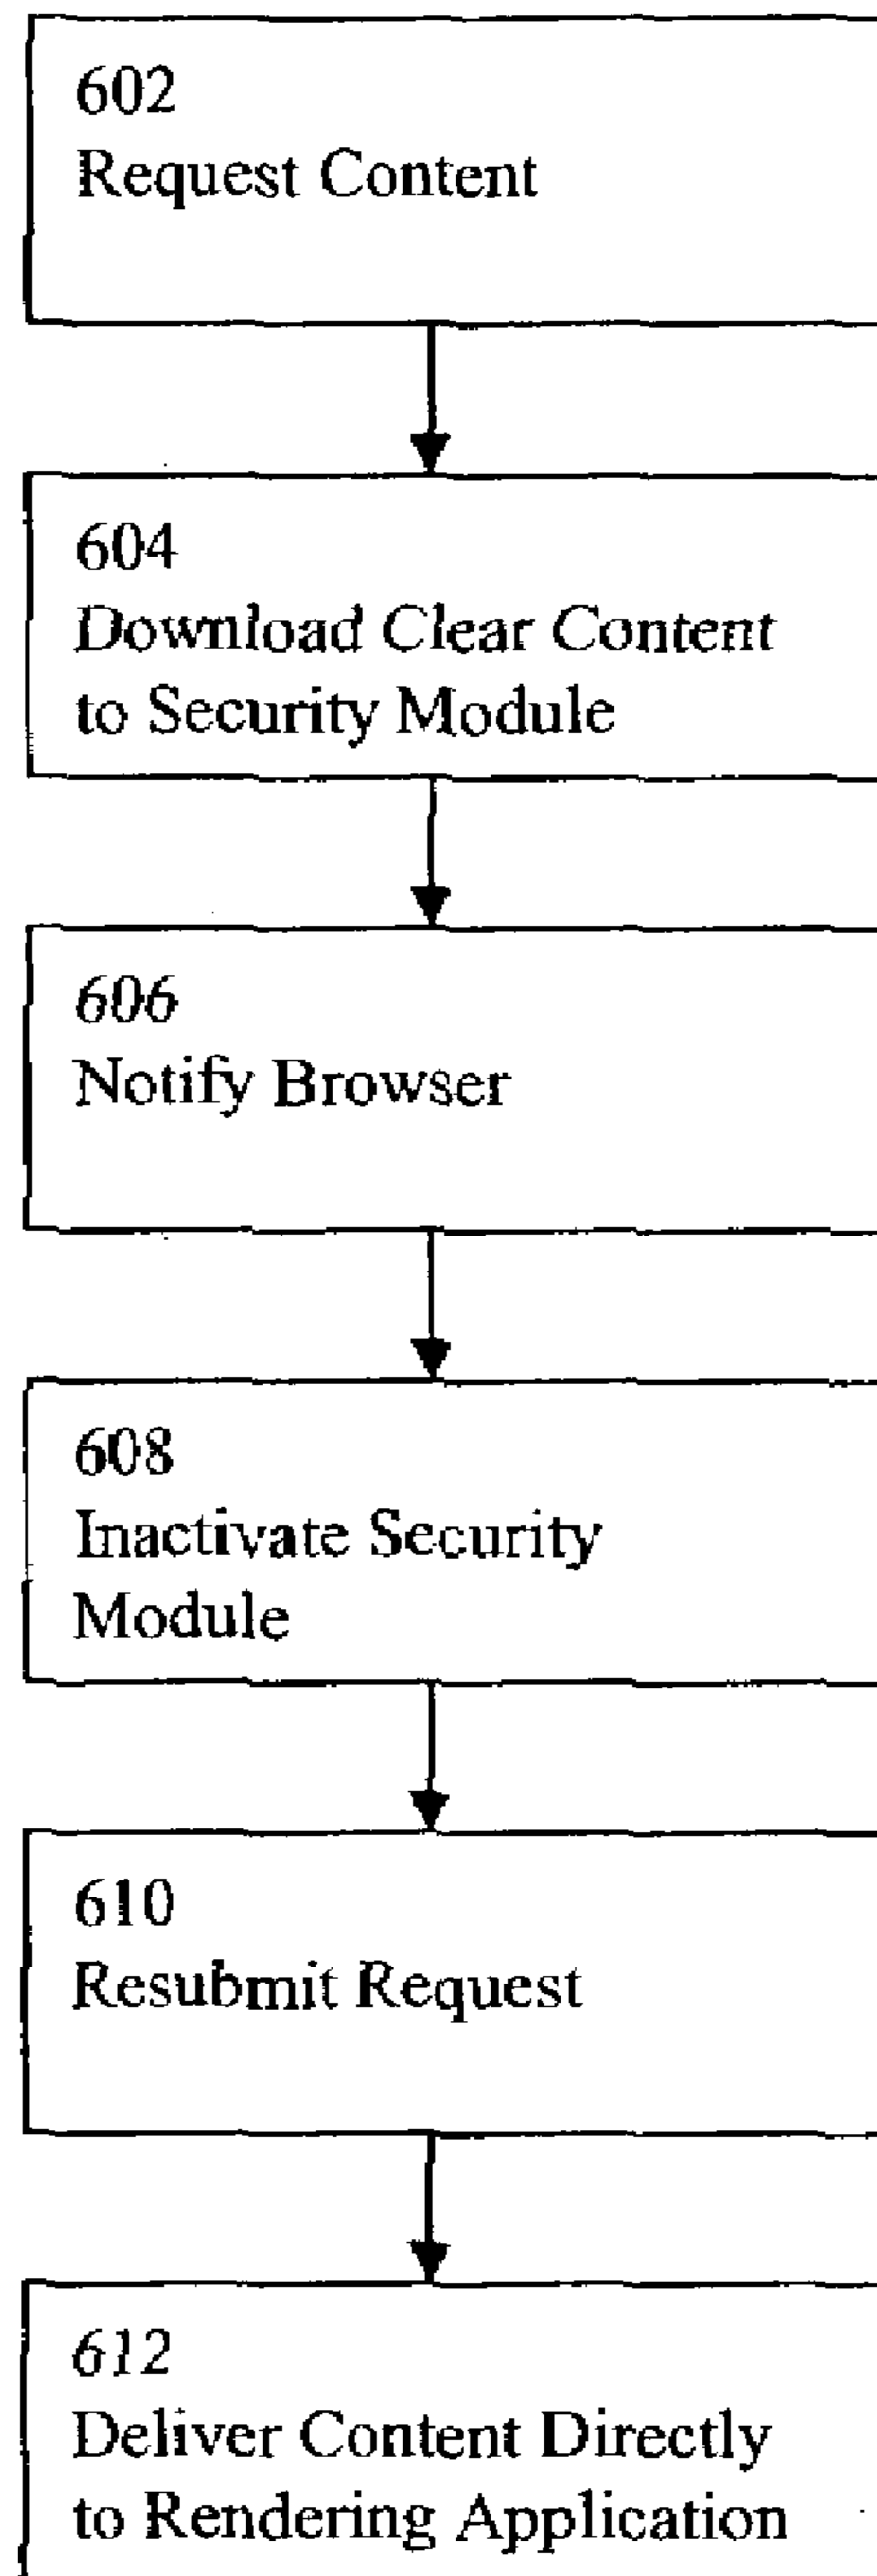 602
Request Content
604
Download Clear Content
to Security Module
606
Notify Browser
608
Inactivate Security
Module
610
Resubmit Request
612
Deliver Content Directly
to Rendering Application